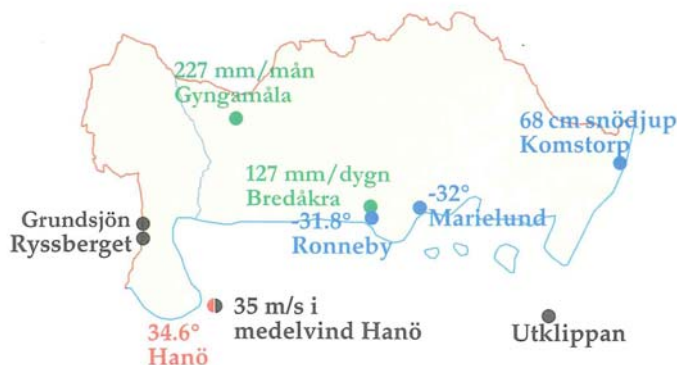 227 mm/mån
Gyngamåla
68 cm snödjup
Komstorp
127 mm/dygn
Bredåkra
-32°
Marielund
-31.8°
Ronneby
Grundsjön
Ryssberget
35 m/s i
medelvind Hanö
34.6°
Hanö
Utklippan